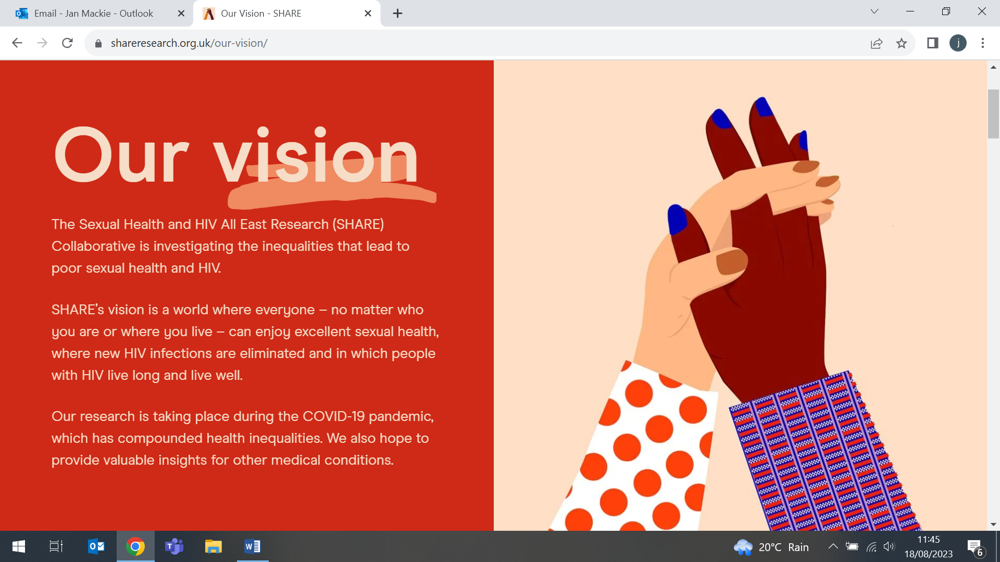 Email - Jan Mackie - Outlook
Our Vision - SHARE
shareresearch.org.uk/our-vision/
j
Our vision
The Sexual Health and HIV All East Research (SHARE)
Collaborative is investigating the inequalities that lead to
poor sexual health and HIV.
SHARE’s vision is a world where everyone – no matter who
you are or where you live – can enjoy excellent sexual health,
where new HIV infections are eliminated and in which people
with HIV live long and live well.
Our research is taking place during the COVID-19 pandemic,
which has compounded health inequalities. We also hope to
provide valuable insights for other medical conditions.
20°C Rain
11:45
18/08/2023
6